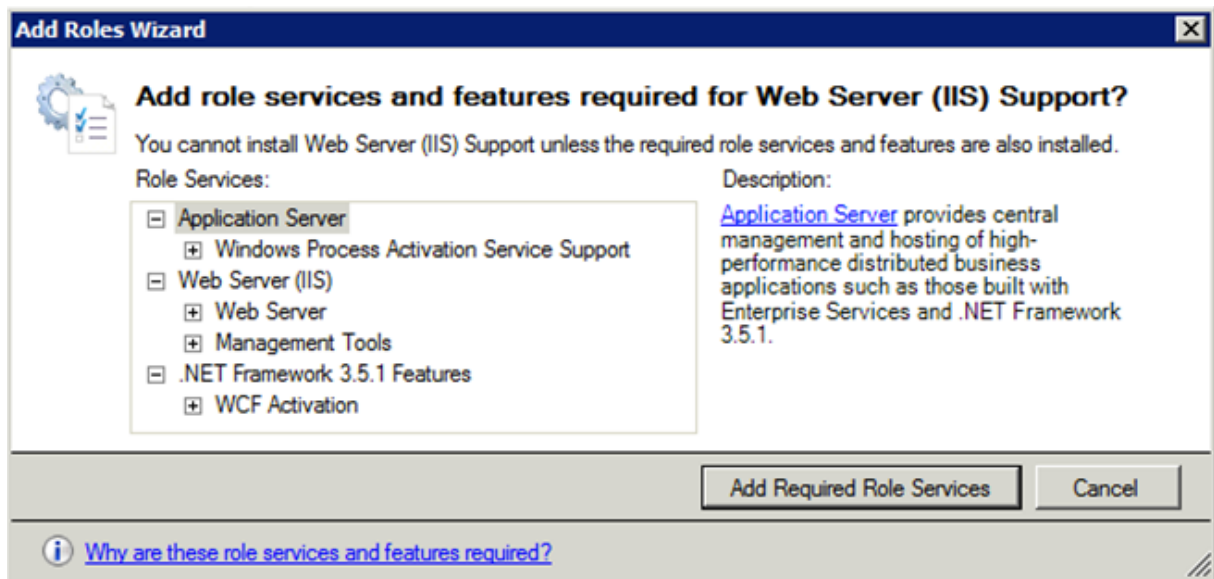 Add Roles Wizard
Add role services and features required for Web Server (IIS) Support?
You cannot install Web Server (IIS) Support unless the required role services and features are also installed.
Role Services:
Application Server
Windows Process Activation Service Support
Web Server (IIS)
Web Server
Management Tools
.NET Framework 3.5.1 Features
WCF Activation
Description:
Application Server provides central
management and hosting of high-
performance distributed business
applications such as those built with
Enterprise Services and .NET Framework
3.5.1.
Add Required Role Services
Cancel
Why are these role services and features required?